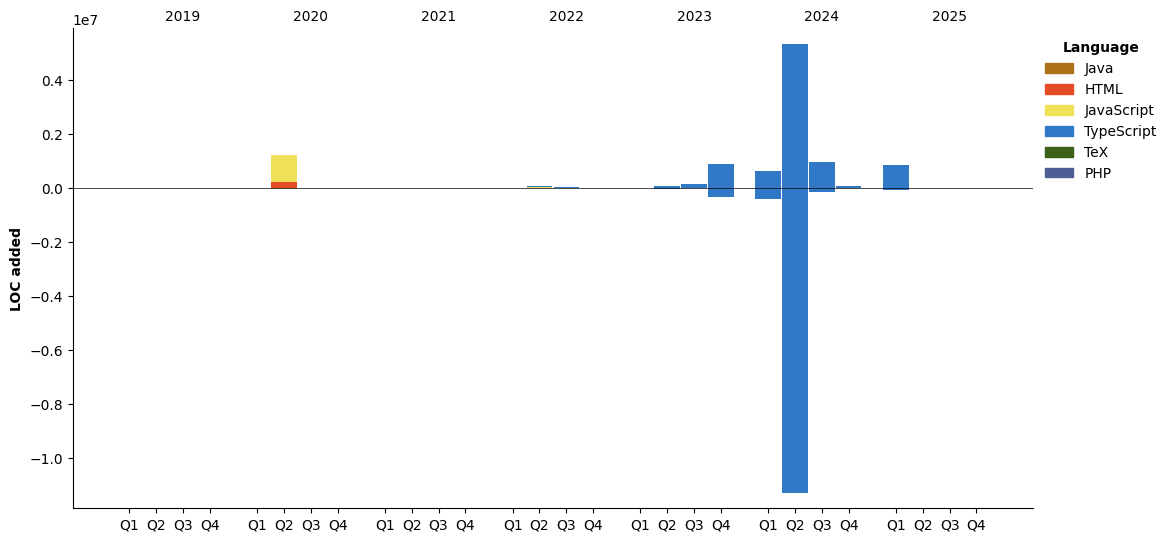 1e7
2019 2020 2021 2022 2023 2024 2025
0.4
0.2
0.0
−0.2
−0.4
−0.6
−0.8
−1.0
LOC added
Q1 Q2 Q3 Q4 Q1 Q2 Q3 Q4 Q1 Q2 Q3 Q4 Q1 Q2 Q3 Q4 Q1 Q2 Q3 Q4 Q1 Q2 Q3 Q4 Q1 Q2 Q3 Q4
Language
Java
HTML
JavaScript
TypeScript
TeX
PHP